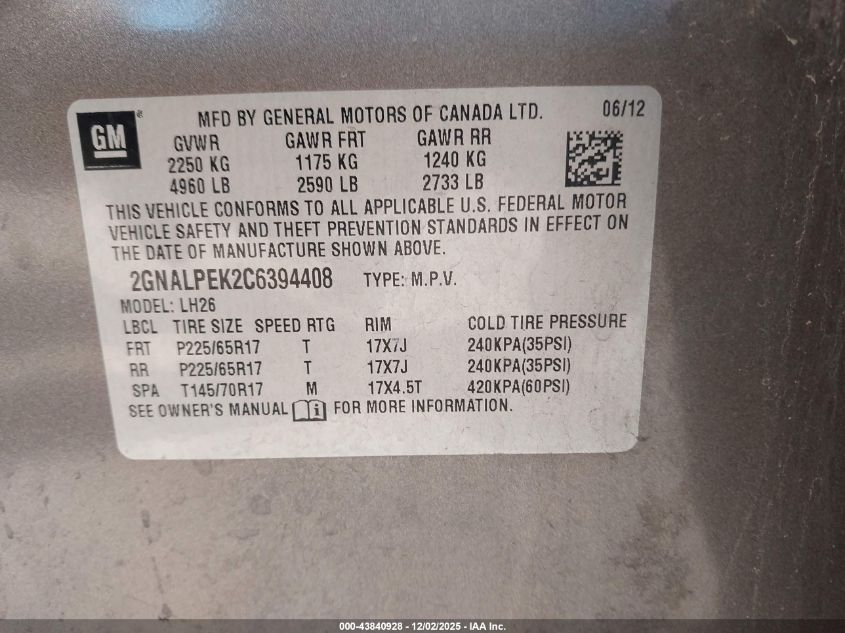 GM
MFD BY GENERAL MOTORS OF CANADA LTD. 06/12
GVWR GAWR FRT GAWR RR
2250 KG 1175 KG 1240 KG
4960 LB 2590 LB 2733 LB
THIS VEHICLE CONFORMS TO ALL APPLICABLE U.S. FEDERAL MOTOR
VEHICLE SAFETY AND THEFT PREVENTION STANDARDS IN EFFECT ON
THE DATE OF MANUFACTURE SHOWN ABOVE.
2GNALPEK2C6394408 TYPE: M.P.V.
MODEL: LH26
LBCL TIRE SIZE SPEED RTG RIM COLD TIRE PRESSURE
FRT P225/65R17 T 17X7J 240KPA(35PSI)
RR P225/65R17 T 17X7J 240KPA(35PSI)
SPA T145/70R17 M 17X4.5T 420KPA(60PSI)
SEE OWNER'S MANUAL FOR MORE INFORMATION.
000-43840928 - 12/02/2025 - IAA Inc.